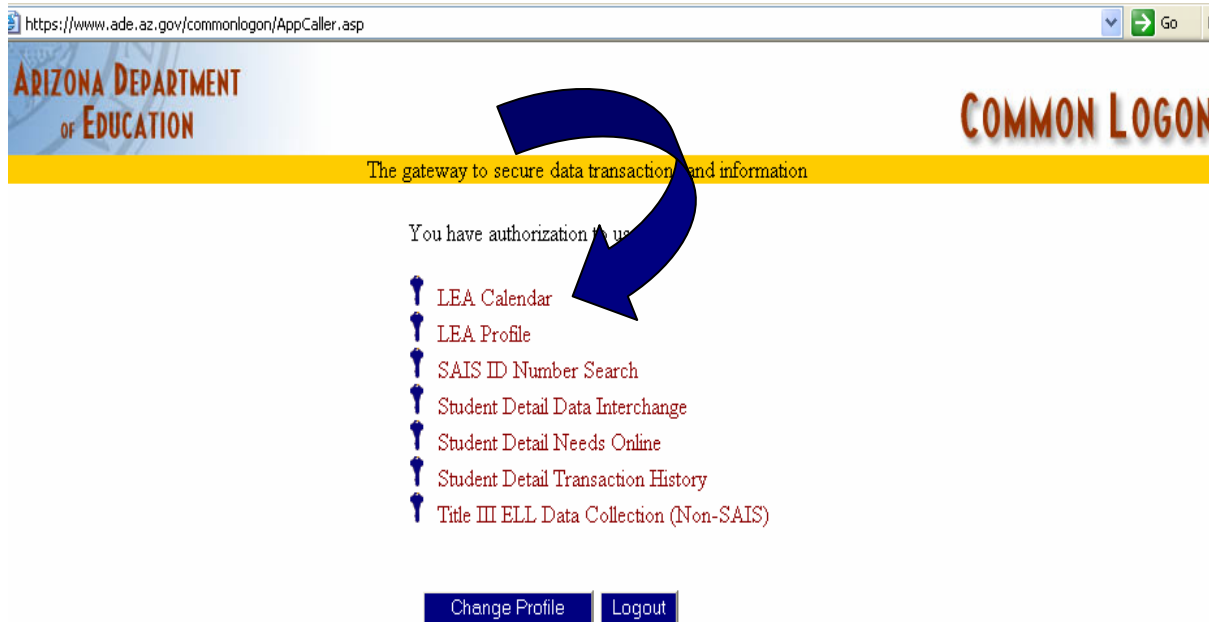 https://www.ade.az.gov/commonlogon/AppCaller.asp Go
ARIZONA DEPARTMENT
OF EDUCATION
COMMON LOGON
The gateway to secure data transaction and information
You have authorization to us
LEA Calendar
LEA Profile
SAIS ID Number Search
Student Detail Data Interchange
Student Detail Needs Online
Student Detail Transaction History
Title III ELL Data Collection (Non-SAIS)
Change Profile Logout